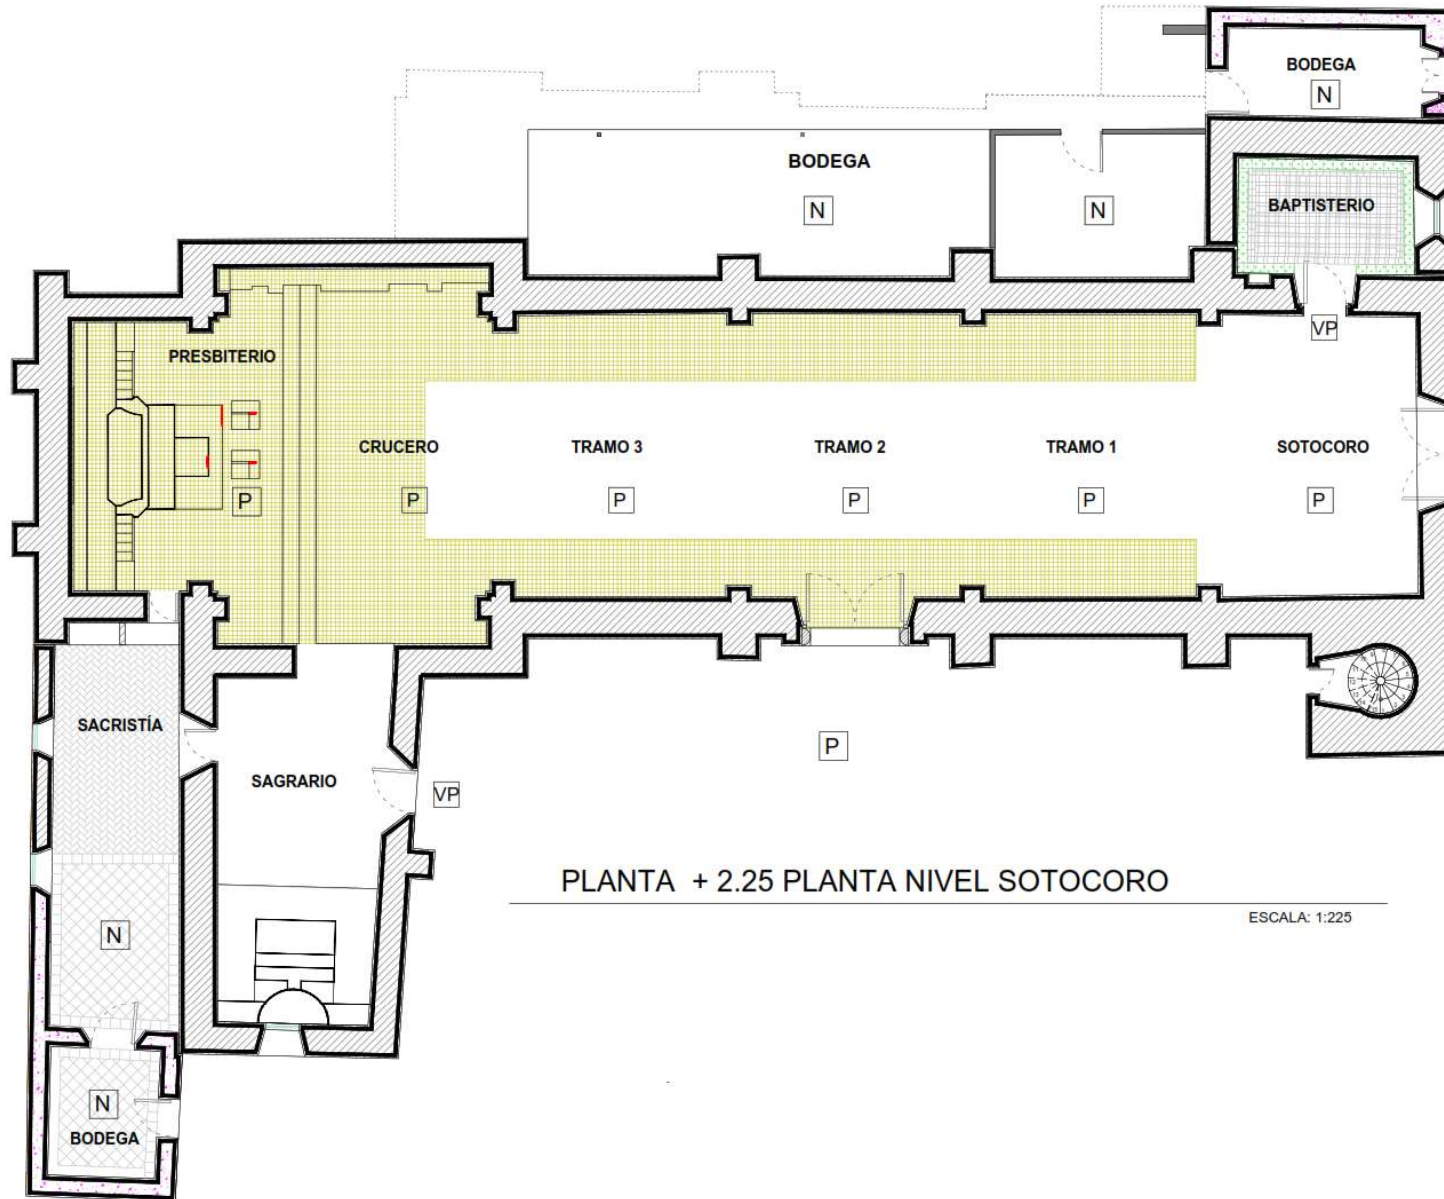 BODEGA
N
BODEGA
N
N
BAPTISTERIO
VP
PRESBITERIO
CRUCERO
TRAMO 3
TRAMO 2
TRAMO 1
SOTOCORO
P
P
P
P
P
P
SACRISTÍA
SAGRARIO
P
VP
PLANTA + 2.25 PLANTA NIVEL SOTOCORO
ESCALA: 1:225
N
N
BODEGA